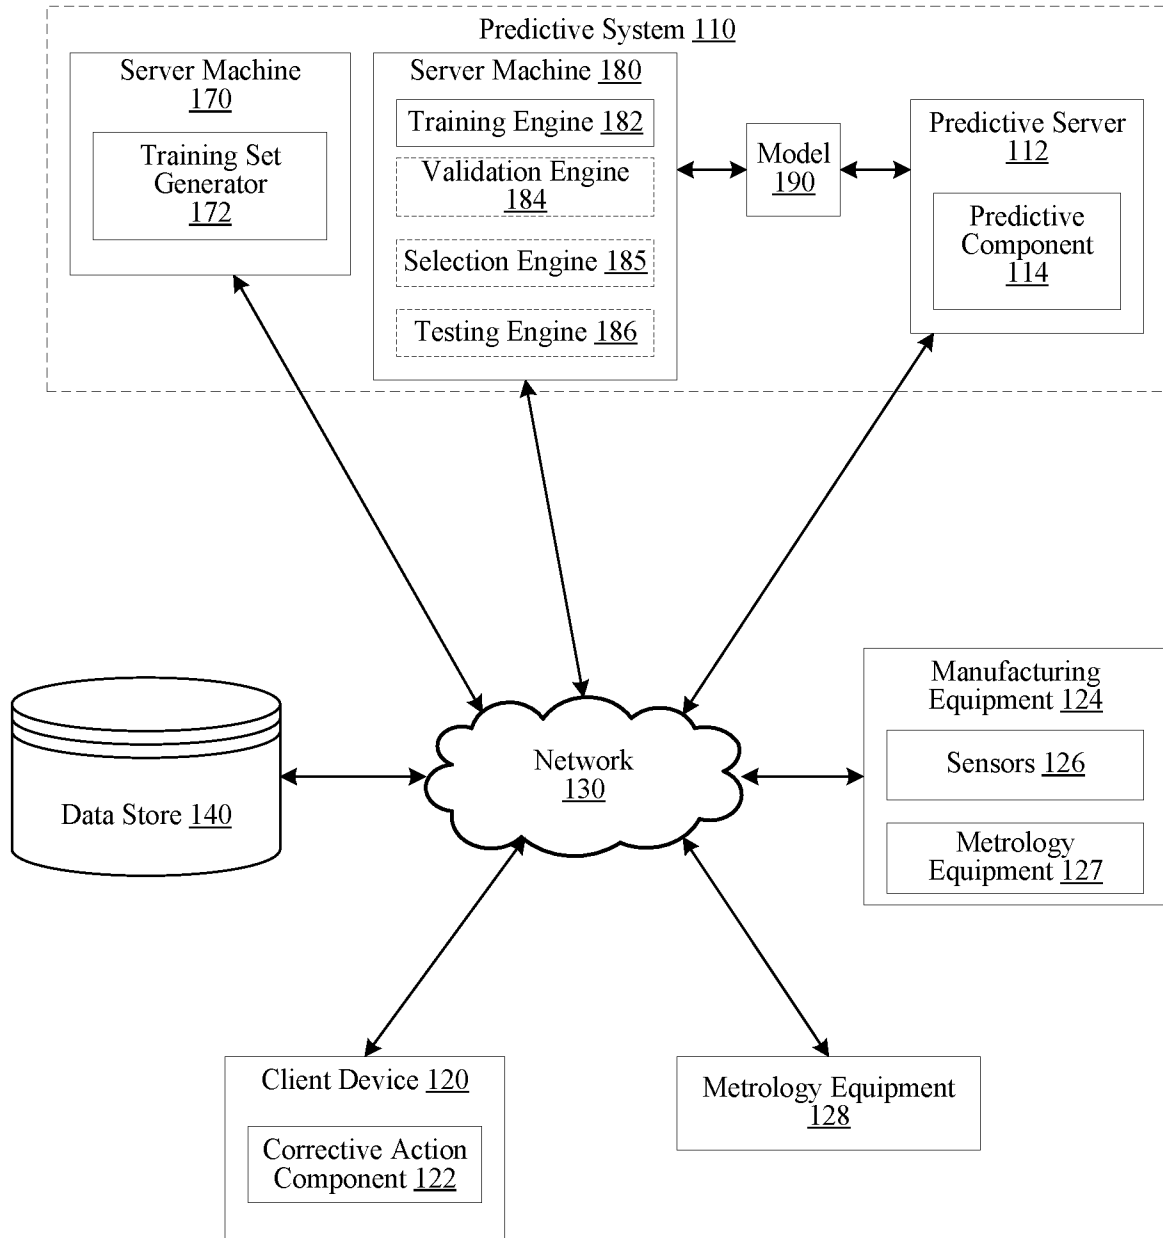 Predictive System 110
Server Machine
170
Training Set
Generator
172
Server Machine 180
Training Engine 182
Validation Engine
184
Selection Engine 185
Testing Engine 186
Model
190
Predictive Server
112
Predictive
Component
114
Data Store 140
Network
130
Manufacturing
Equipment 124
Sensors 126
Metrology
Equipment 127
Client Device 120
Corrective Action
Component 122
Metrology Equipment
128